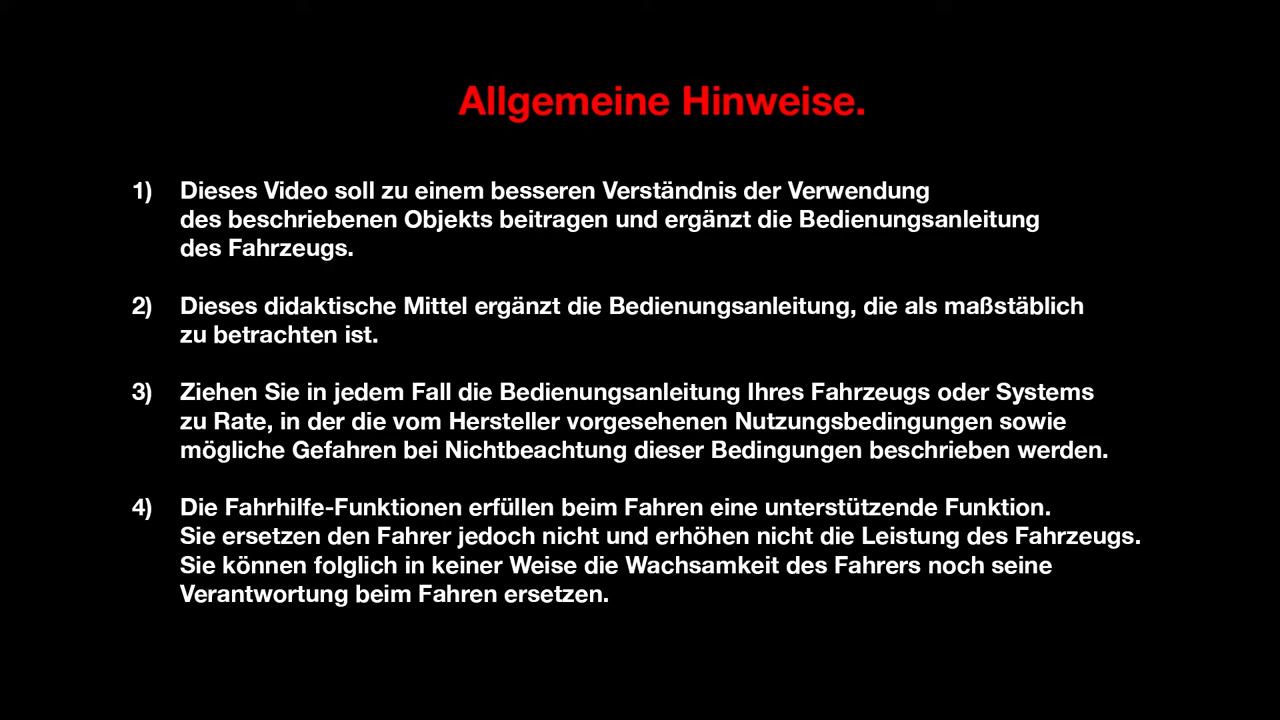 Allgemeine Hinweise.
1) Dieses Video soll zu einem besseren Verständnis der Verwendung
des beschriebenen Objekts beitragen und ergänzt die Bedienungsanleitung
des Fahrzeugs.
2) Dieses didaktische Mittel ergänzt die Bedienungsanleitung, die als maßstäblich
zu betrachten ist.
3) Ziehen Sie in jedem Fall die Bedienungsanleitung Ihres Fahrzeugs oder Systems
zu Rate, in der die vom Hersteller vorgesehenen Nutzungsbedingungen sowie
mögliche Gefahren bei Nichtbeachtung dieser Bedingungen beschrieben werden.
4) Die Fahrhilfe-Funktionen erfüllen beim Fahren eine unterstützende Funktion.
Sie ersetzen den Fahrer jedoch nicht und erhöhen nicht die Leistung des Fahrzeugs.
Sie können folglich in keiner Weise die Wachsamkeit des Fahrers noch seine
Verantwortung beim Fahren ersetzen.